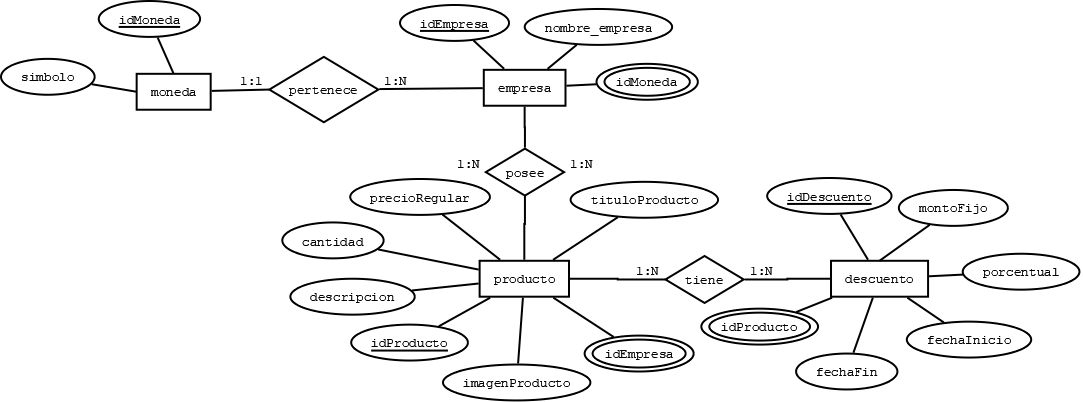 idMoneda
idEmpresa
nombre_empresa
simbolo
moneda
1:1
pertenece
1:N
empresa
idMoneda
1:N
posee
1:N
precioRegular
tituloProducto
idDescuento
montoFijo
cantidad
descripcion
producto
1:N
tiene
1:N
descuento
porcentual
idProducto
idEmpresa
imagenProducto
idProducto
fechaInicio
fechaFin